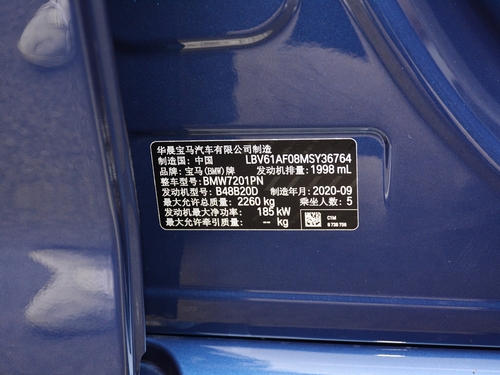 华晨宝马汽车有限公司制造
制造国: 中国 LBV61AF08MSY36764
品牌: 宝马(BMW)牌 发动机排量: 1998 mL
整车型号: BMW7201PN
发动机型号: B48B20D 制造年月: 2020-09
最大允许总质量: 2260 kg 乘坐人数: 5
发动机最大净功率: 185 kW
最大允许牵引质量: -- kg